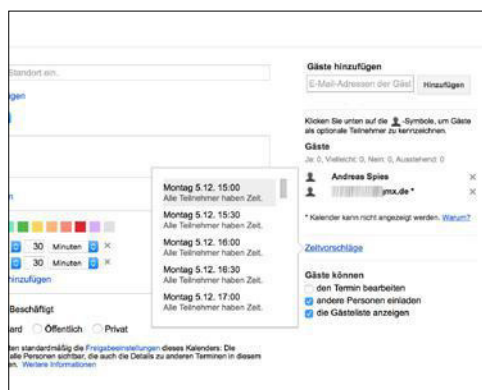 Standort ein.
gen
Montag 5.12. 15:00
Alle Teilnehmer haben Zeit.
Montag 5.12. 15:30
Alle Teilnehmer haben Zeit.
Montag 5.12. 16:00
Alle Teilnehmer haben Zeit.
Montag 5.12. 16:30
Alle Teilnehmer haben Zeit.
Montag 5.12. 17:00
Alle Teilnehmer haben Zeit.
30 Minuten ×
30 Minuten ×
hinzufügen
Beschäftigt
ard Öffentlich Privat
ten standardmäßig die Freigabeeinstellungen dieses Kalenders: Die
alle Personen sichtbar, die auch die Details zu anderen Terminen in diesem
Weitere Informationen
Gäste hinzufügen
E-Mail-Adressen der Gäst Hinzufügen
Klicken Sie unten auf die -Symbole, um Gäste
als optionale Teilnehmer zu kennzeichnen.
Gäste
Ja: 0, Vielleicht: 0, Nein: 0, Ausstehend: 0
Andreas Spies ×
mx.de * ×
* Kalender kann nicht angezeigt werden. Warum?
Zeitvorschläge
Gäste können
den Termin bearbeiten
andere Personen einladen
die Gästeliste anzeigen